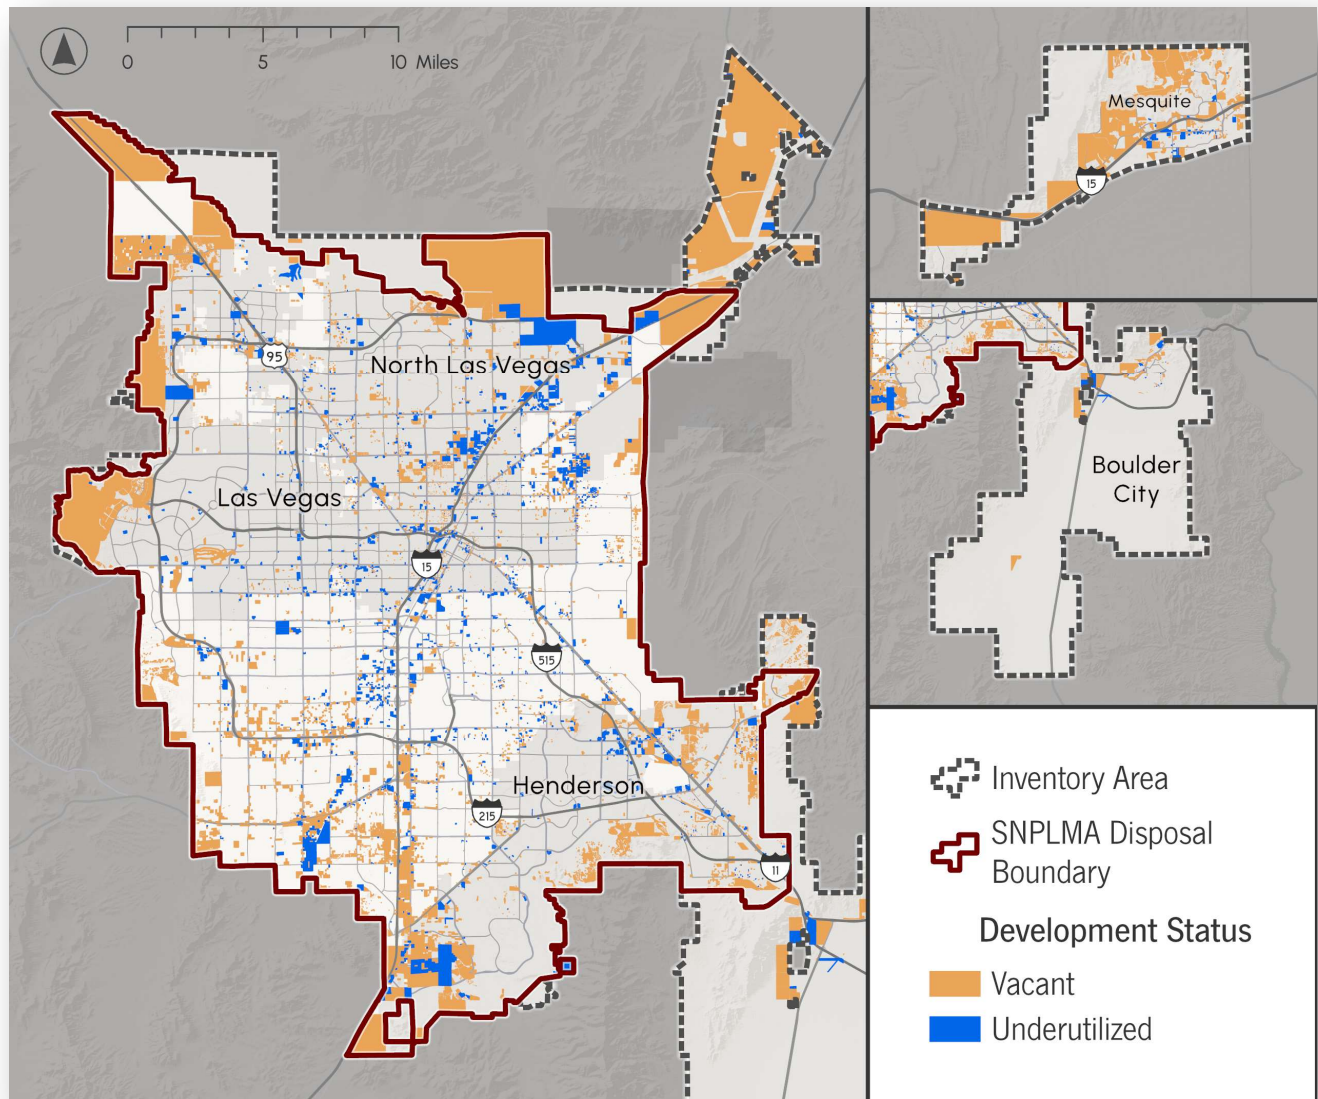 0 5 10 Miles
Mesquite
15
95
North Las Vegas
Las Vegas
15
Boulder
City
515
Henderson
215
11
Inventory Area
SNPLMA Disposal
Boundary
Development Status
Vacant
Underutilized